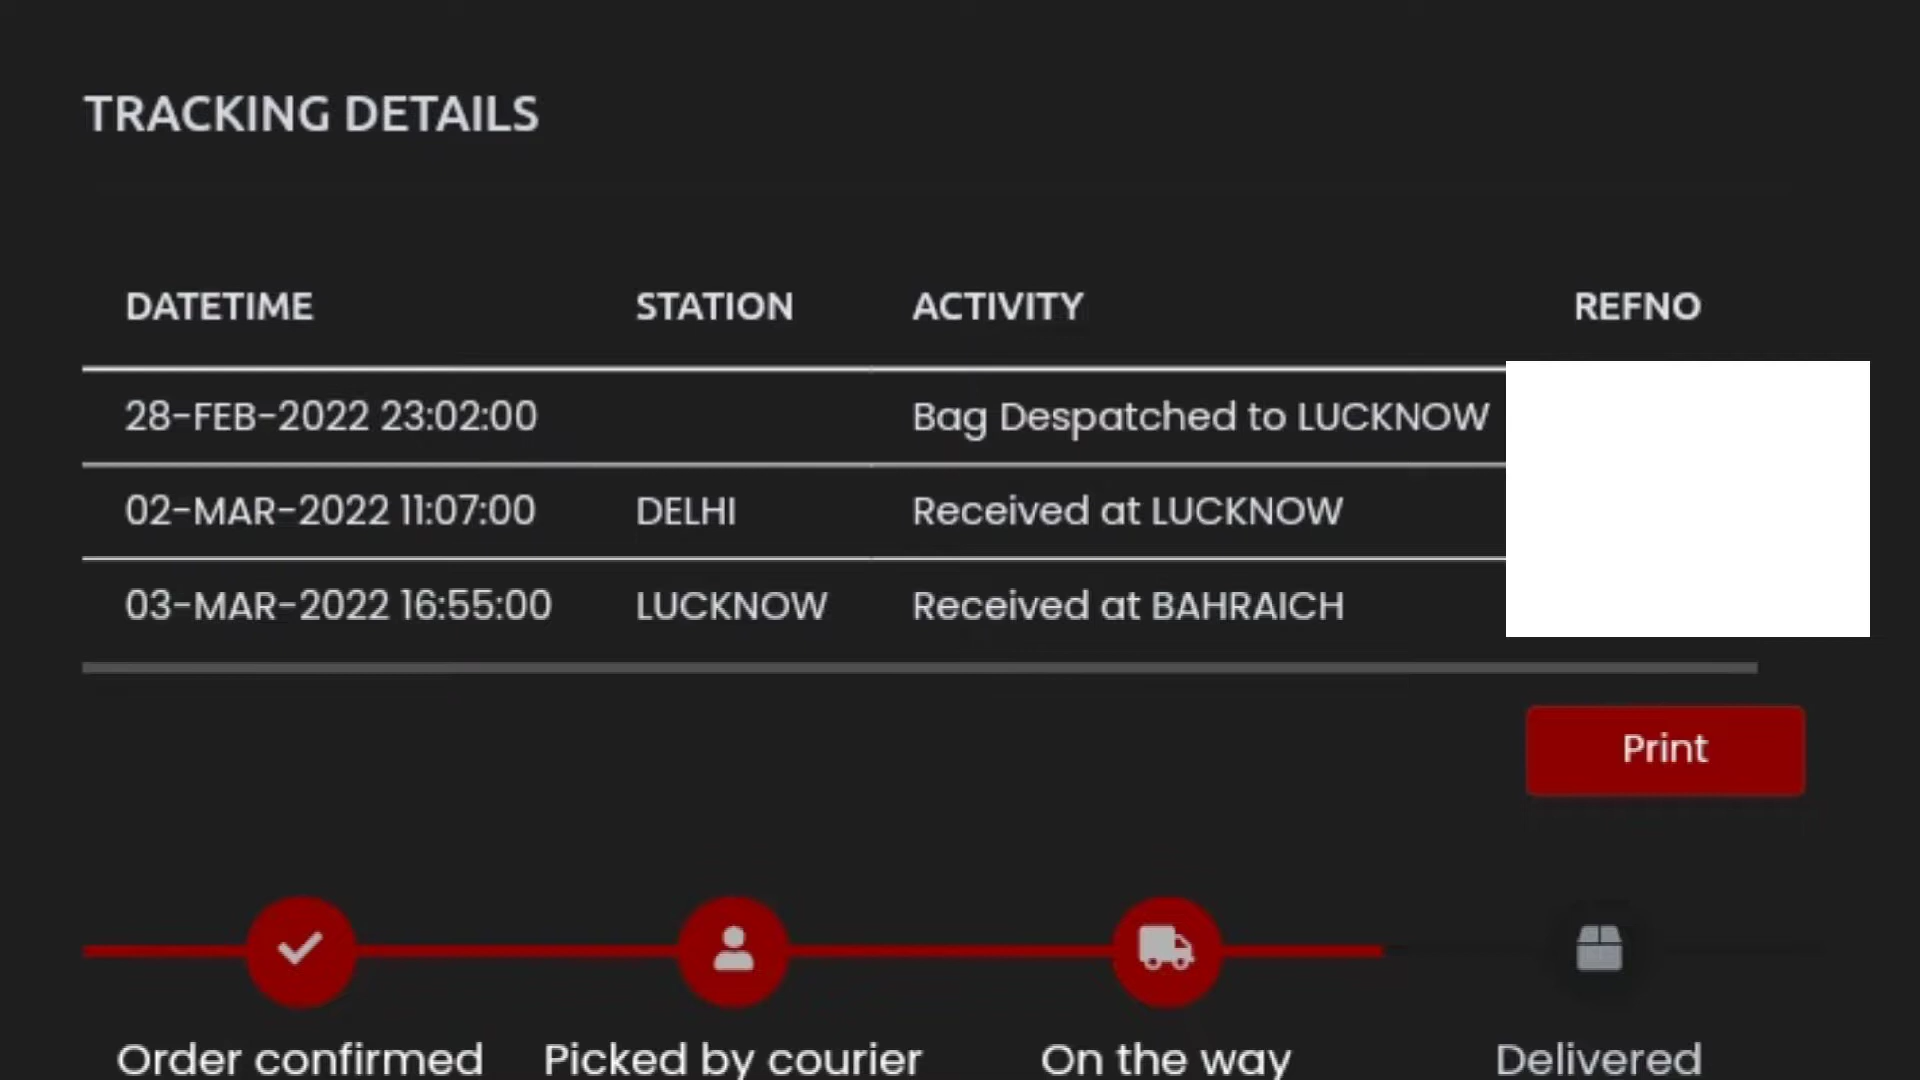 TRACKING DETAILS
DATETIME STATION ACTIVITY REFNO
28-FEB-2022 23:02:00 Bag Despatched to LUCKNOW
02-MAR-2022 11:07:00 DELHI Received at LUCKNOW
03-MAR-2022 16:55:00 LUCKNOW Received at BAHRAICH
Print
Order confirmed Picked by courier On the way Delivered